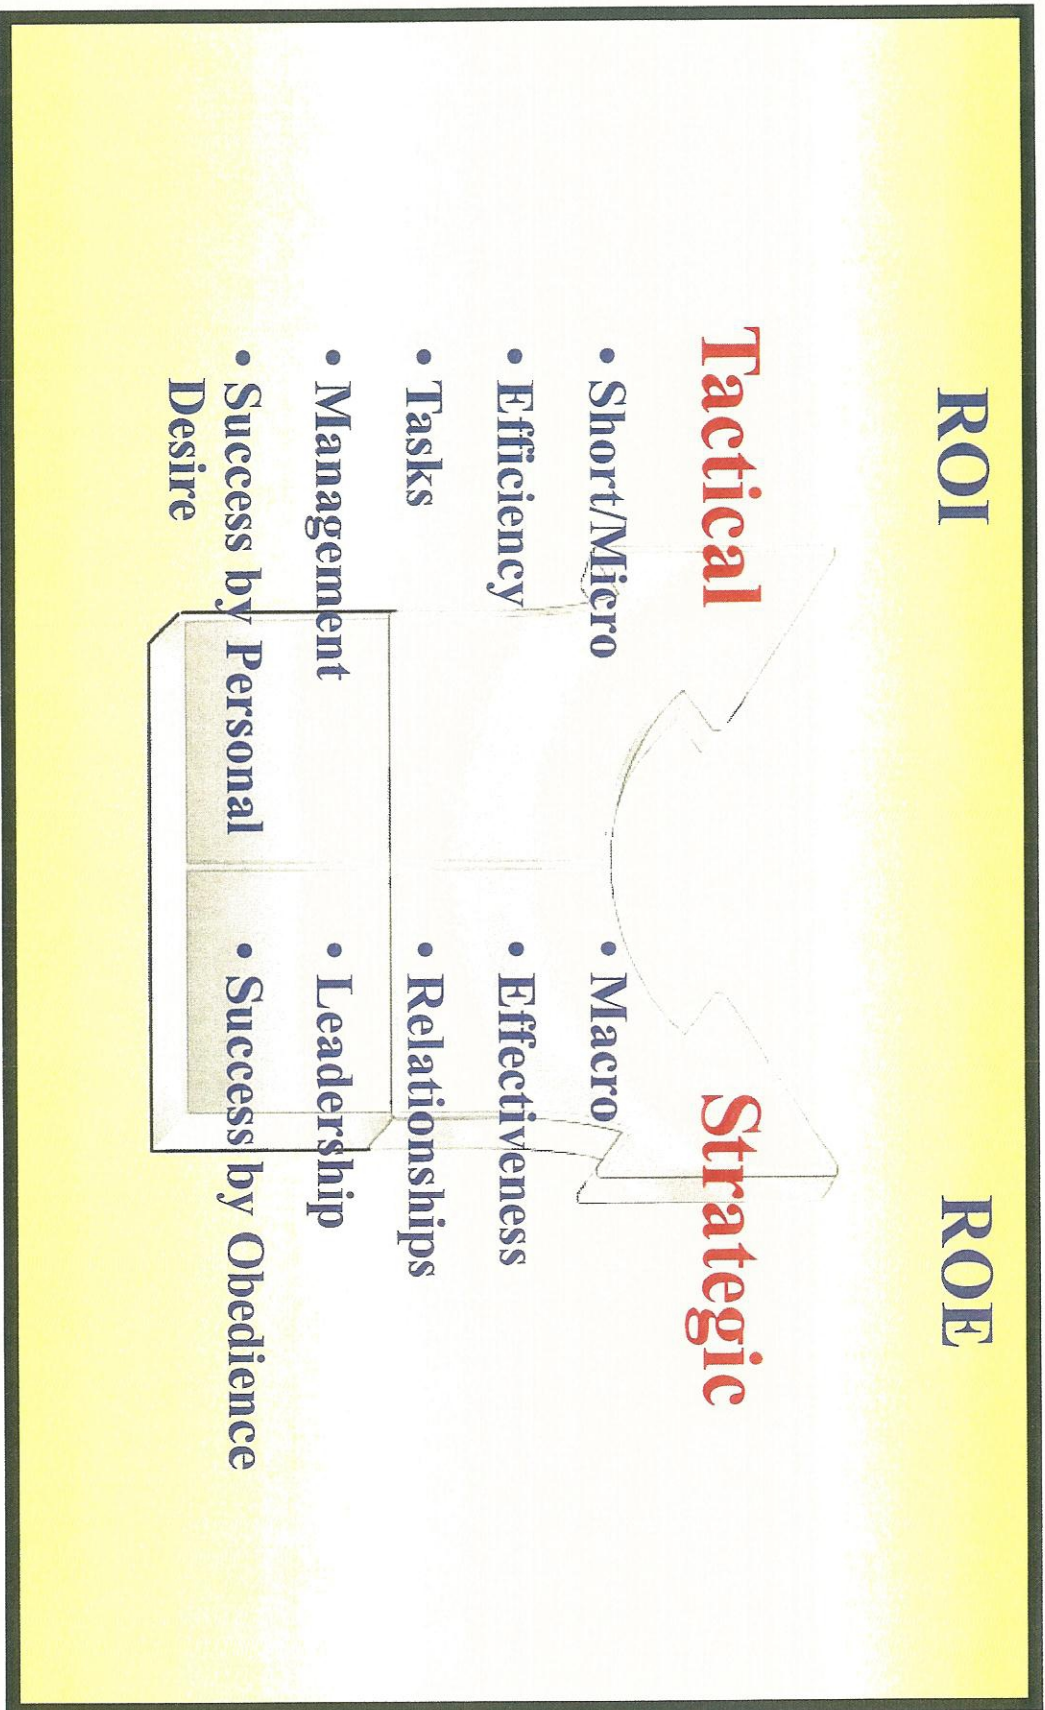 ROI ROE
Tactical Strategic
• Short/Micro
• Efficiency
• Tasks
• Management
• Success by Personal
Desire
• Macro
• Effectiveness
• Relationships
• Leadership
• Success by Obedience